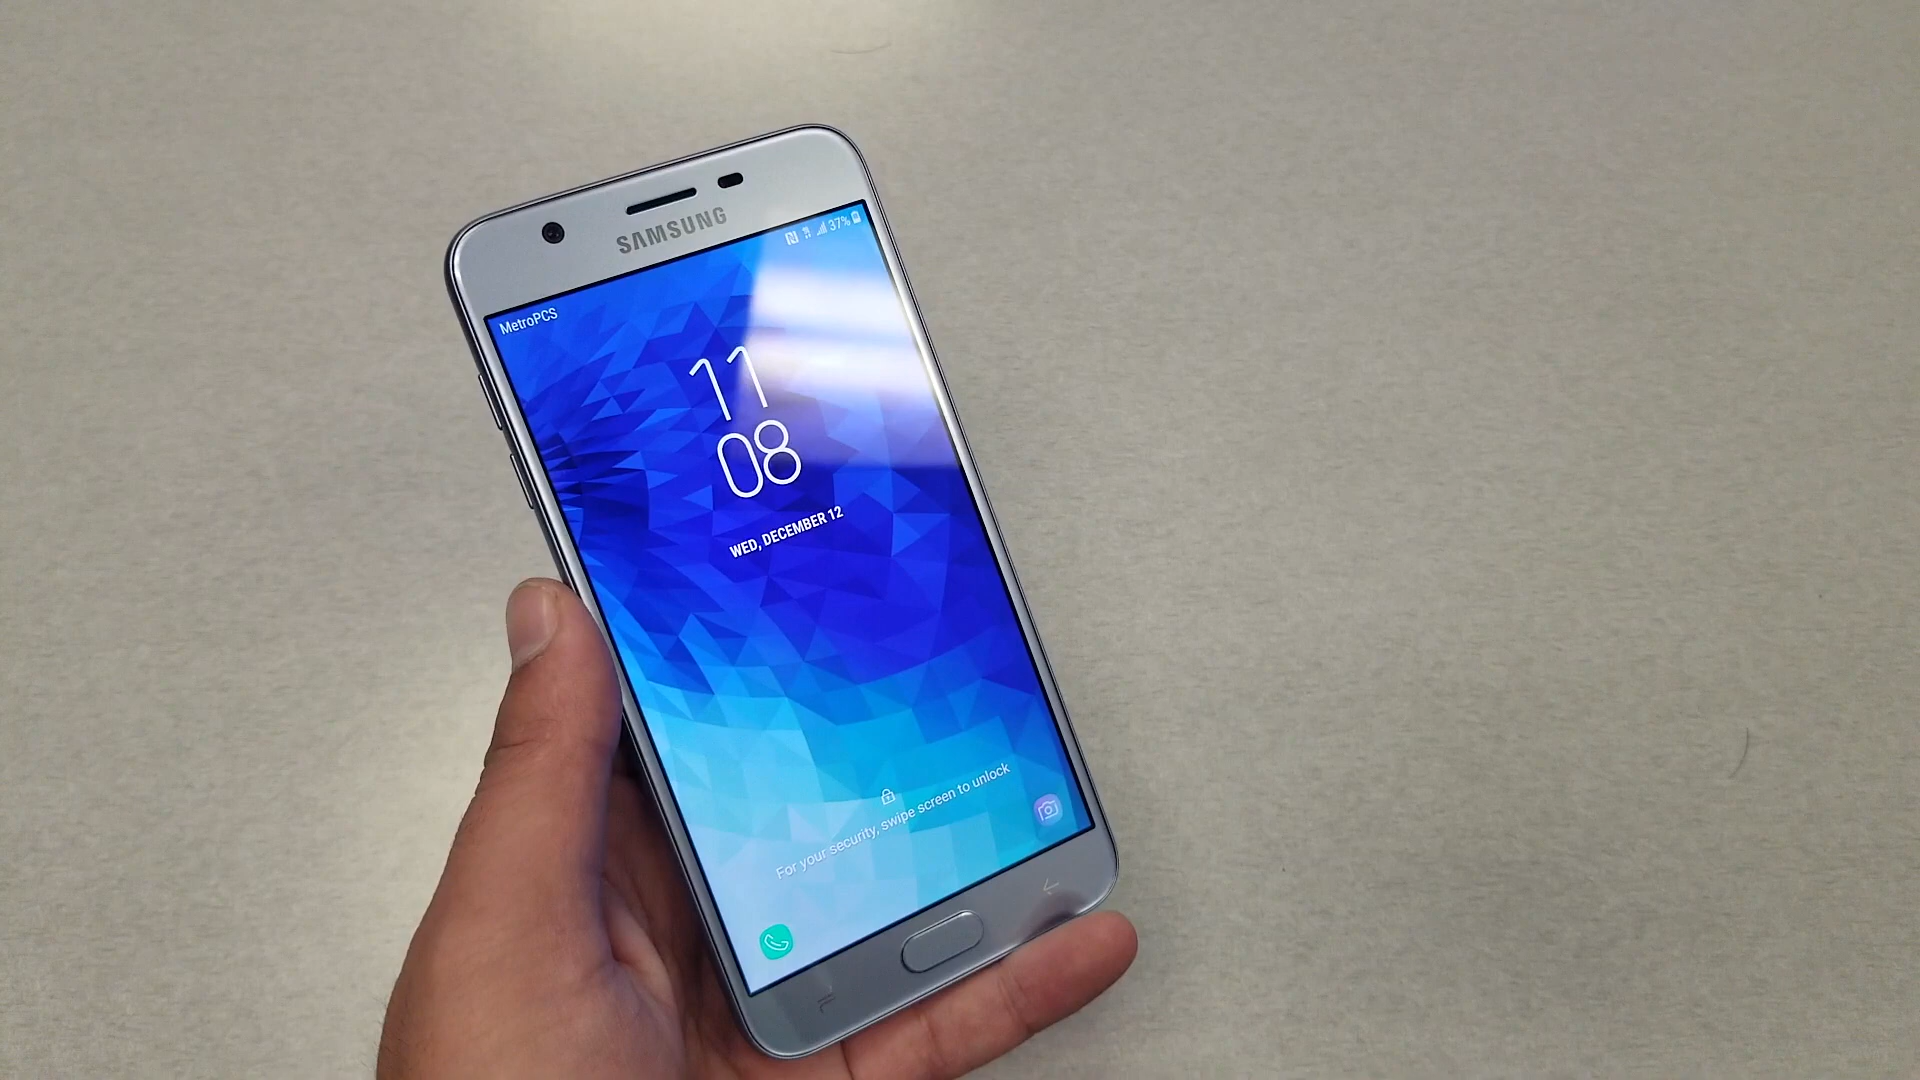 SAMSUNG
37%
MetroPCS
11
08
WED, DECEMBER 12
For your security, swipe screen to unlock